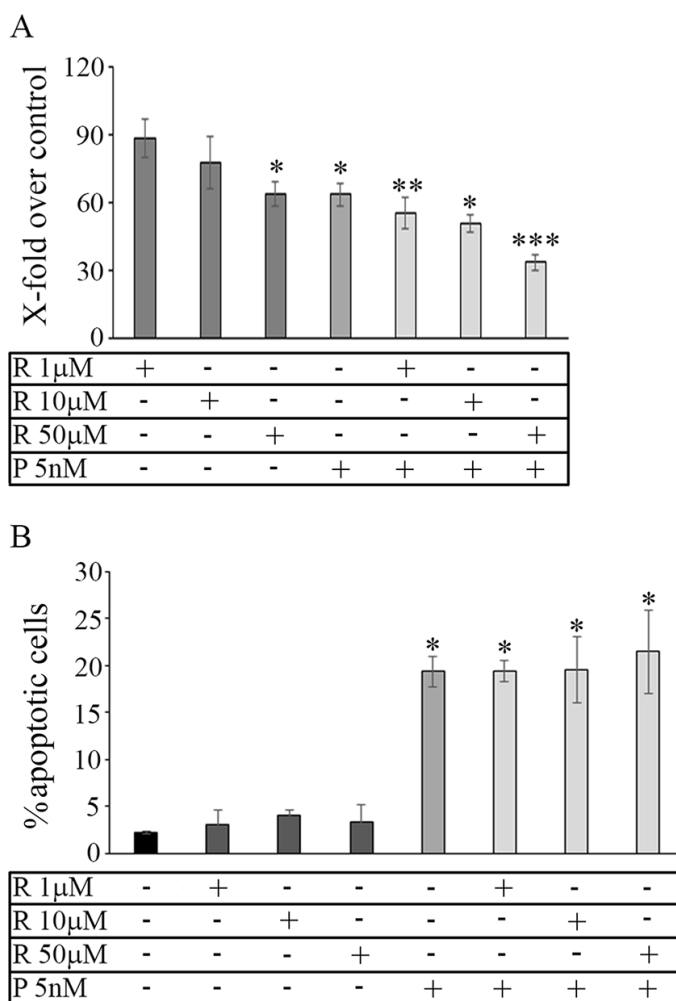 A
X-fold over control
120
90
60
30
0
* * ** * ***
R 1μM + - - - + - -
R 10μM - + - - - + -
R 50μM - - + - - - +
P 5nM - - - + + + +
B
%apoptotic cells
30
25
20
15
10
5
0
* * * *
R 1μM - + - - - + - -
R 10μM - - + - - - + -
R 50μM - - - + - - - +
P 5nM - - - - + + + +